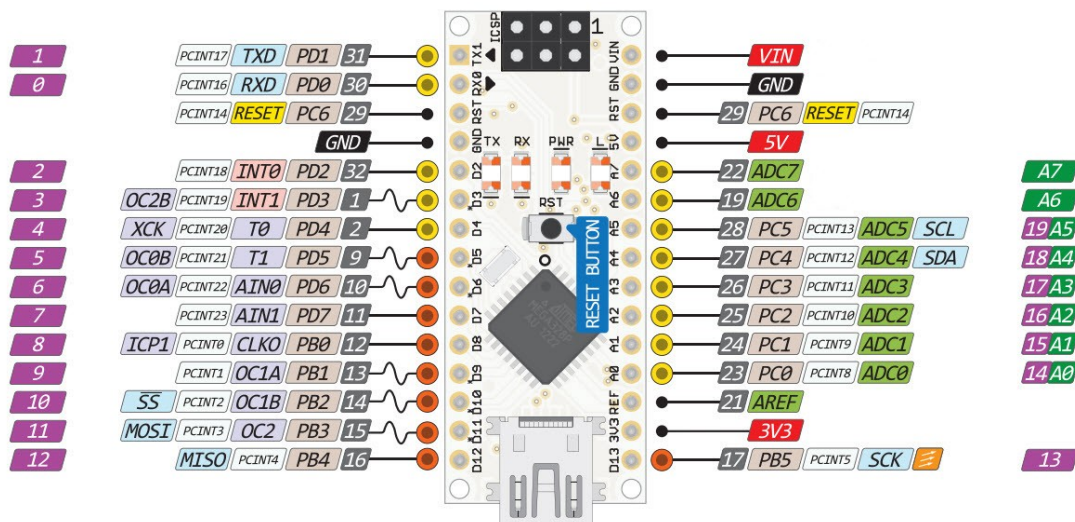 ICSP 1
1 PCINT17 TXD PD1 31 TX1 VIN VIN
0 PCINT16 RXD PD0 30 RX0 GND GND
PCINT14 RESET PC6 29 RST RST 29 PC6 RESET PCINT14
GND GND 5V 5V
TX RX PWR L
2 PCINT18 INT0 PD2 32 D2 A7 22 ADC7 A7
3 OC2B PCINT19 INT1 PD3 1 D3 A6 19 ADC6 A6
RST
4 XCK PCINT20 T0 PD4 2 D4 A5 28 PC5 PCINT13 ADC5 SCL 19 A5
5 OC0B PCINT21 T1 PD5 9 D5 A4 27 PC4 PCINT12 ADC4 SDA 18 A4
RESET BUTTON
6 OC0A PCINT22 AIN0 PD6 10 D6 A3 26 PC3 PCINT11 ADC3 17 A3
7 PCINT23 AIN1 PD7 11 D7 A2 25 PC2 PCINT10 ADC2 16 A2
8 ICP1 PCINT0 CLKO PB0 12 D8 A1 24 PC1 PCINT9 ADC1 15 A1
9 PCINT1 OC1A PB1 13 D9 A0 23 PC0 PCINT8 ADC0 14 A0
10 SS PCINT2 OC1B PB2 14 D10 REF 21 AREF
11 MOSI PCINT3 OC2 PB3 15 D11 3V3 3V3
12 MISO PCINT4 PB4 16 D12 D13 17 PB5 PCINT5 SCK 13